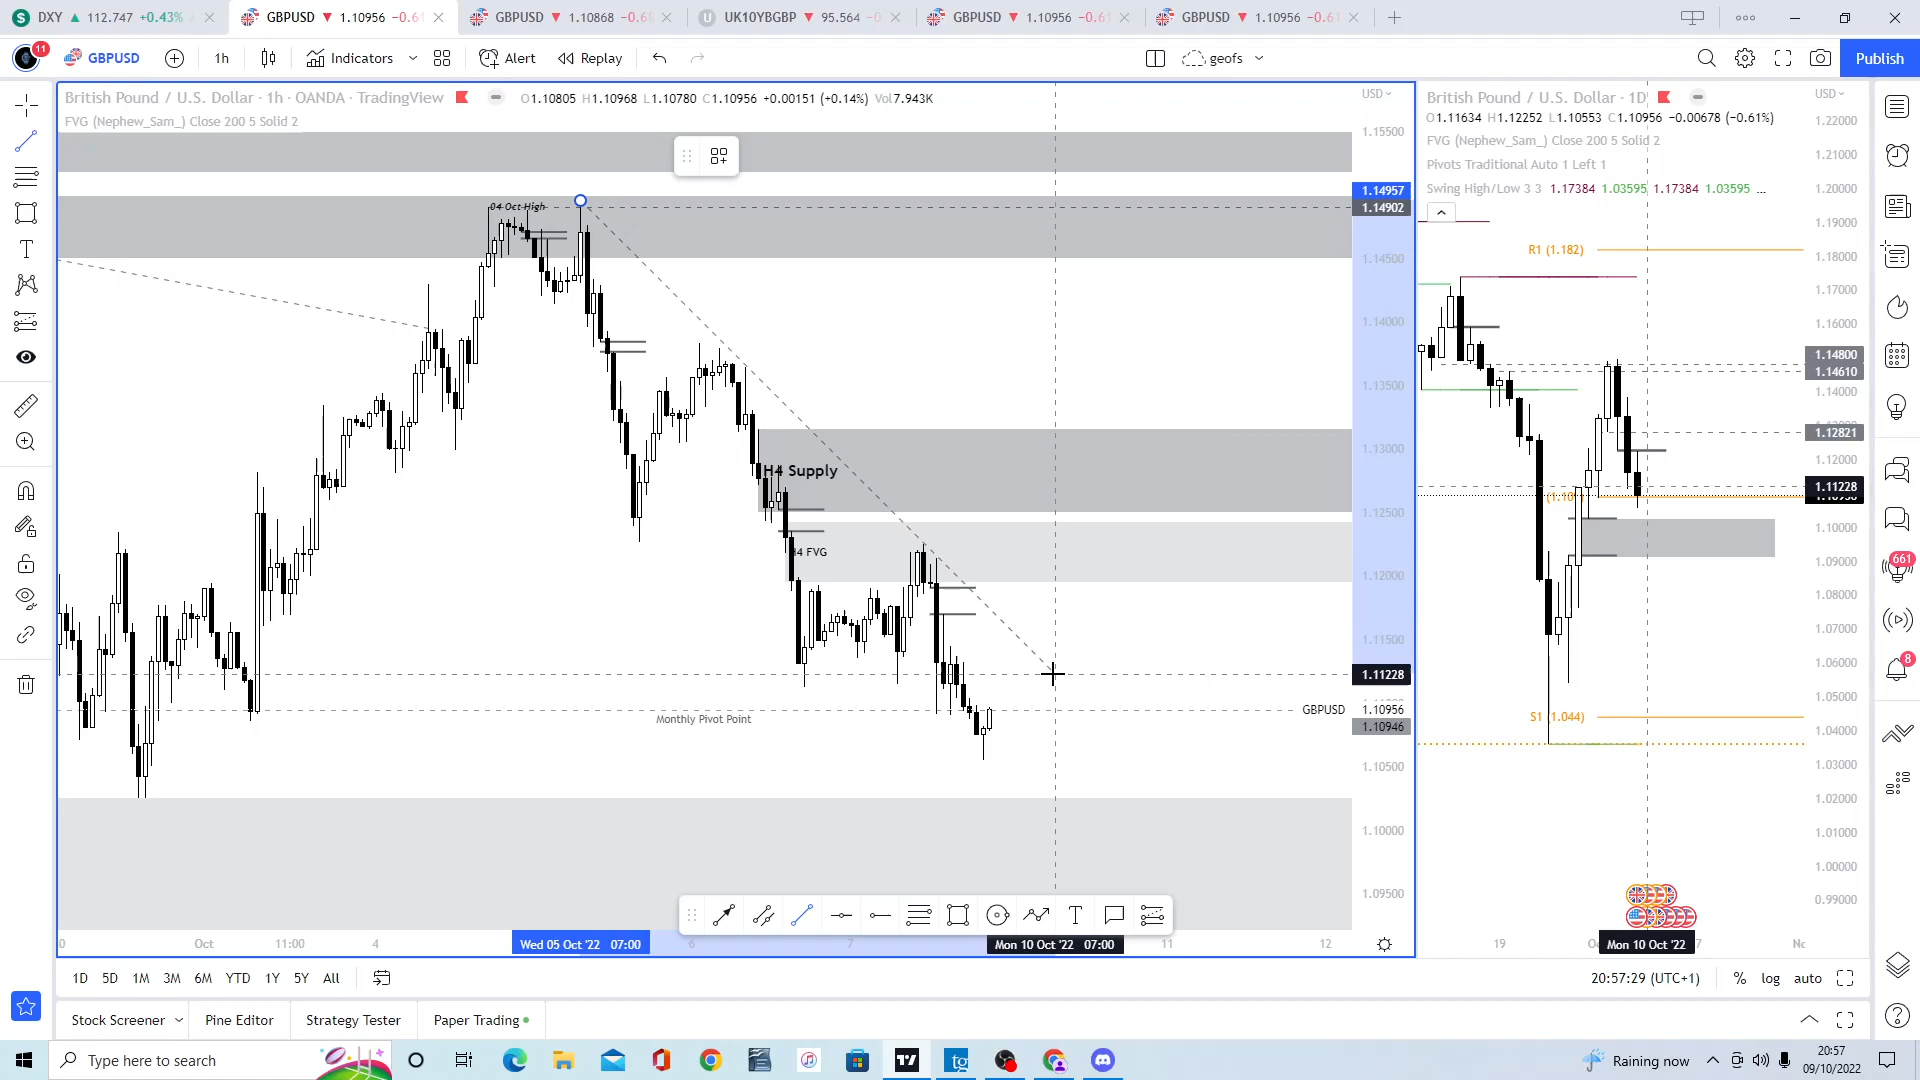 DXY ▲ 112.747 +0.43%
GBPUSD ▼ 1.10956 −0.61
GBPUSD ▼ 1.10868
UK10YBGBP ▼ 95.564
GBPUSD ▼ 1.10956 −0.61
GBPUSD ▼ 1.10956 −0.61
11
GBPUSD
1h
Indicators
Alert
Replay
geofs
Publish
British Pound / U.S. Dollar · 1h · OANDA · TradingView
O1.10805 H1.10968 L1.10780 C1.10956 +0.00151 (+0.14%) Vol7.943K
FVG (Nephew_Sam_) Close 200 5 Solid 2
USD
1.15500
1.14957
1.14902
1.14500
1.14000
1.13500
1.13000
1.12500
1.12000
1.11500
1.11228
GBPUSD 1.10956
1.10946
1.10500
1.10000
1.09500
04 Oct High
H4 Supply
H4 FVG
Monthly Pivot Point
Oct
11:00
4
Wed 05 Oct '22 07:00
6
7
Mon 10 Oct '22 07:00
11
12
British Pound / U.S. Dollar · 1D
O1.11634 H1.12252 L1.10553 C1.10956 −0.00678 (−0.61%)
FVG (Nephew_Sam_) Close 200 5 Solid 2
Pivots Traditional Auto 1 Left 1
Swing High/Low 3 3 1.17384 1.03595 1.17384 1.03595 ...
USD
1.22000
1.21000
1.20000
1.19000
1.18000
1.17000
1.16000
1.14800
1.14610
1.14000
1.12821
1.12000
1.11228
1.10000
1.09000
1.08000
1.07000
1.06000
1.05000
1.04000
1.03000
1.02000
1.01000
1.00000
0.99000
R1 (1.182)
S1 (1.044)
19
Mon 10 Oct '22
661
8
1D 5D 1M 3M 6M YTD 1Y 5Y All
20:57:29 (UTC+1)
% log auto
Stock Screener
Pine Editor
Strategy Tester
Paper Trading
Type here to search
tg
Raining now
20:57
09/10/2022